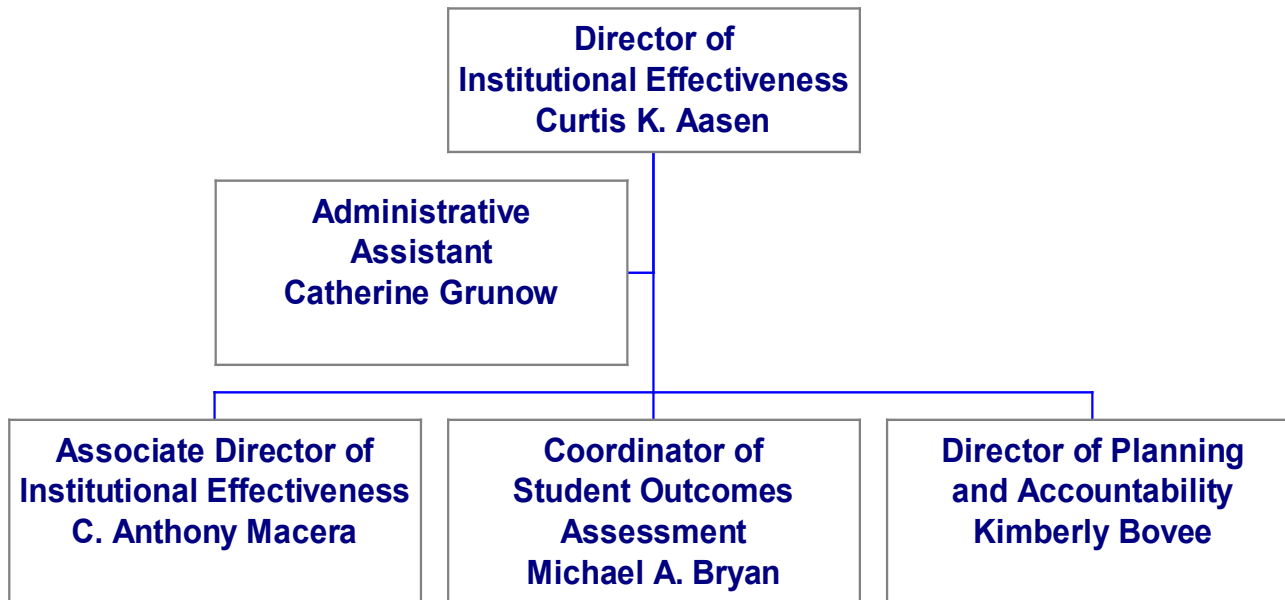 Director of
Institutional Effectiveness
Curtis K. Aasen
Administrative
Assistant
Catherine Grunow
Associate Director of
Institutional Effectiveness
C. Anthony Macera
Coordinator of
Student Outcomes
Assessment
Michael A. Bryan
Director of Planning
and Accountability
Kimberly Bovee